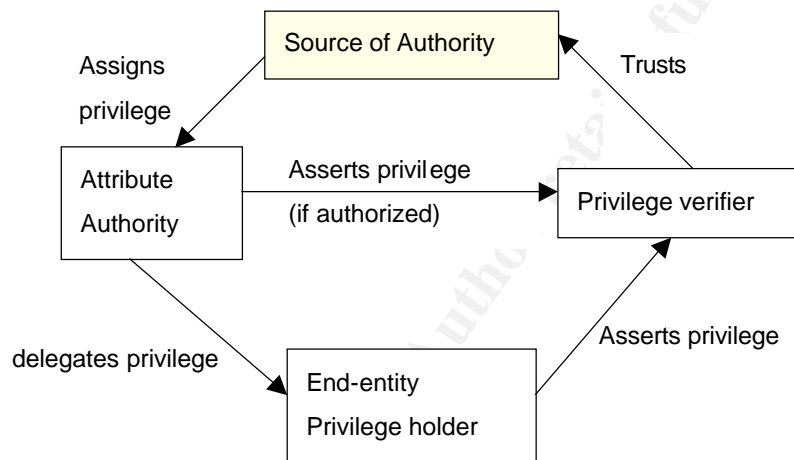 Source of Authority
Assigns
privilege
Trusts
Attribute
Authority
Asserts privilege
(if authorized)
Privilege verifier
delegates privilege
Asserts privilege
End-entity
Privilege holder